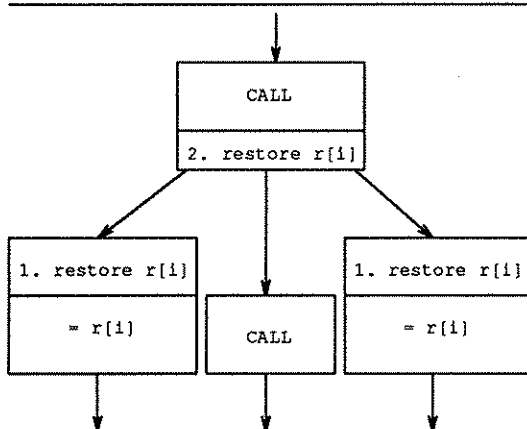 CALL
2. restore r[i]
1. restore r[i]
= r[i]
CALL
1. restore r[i]
= r[i]